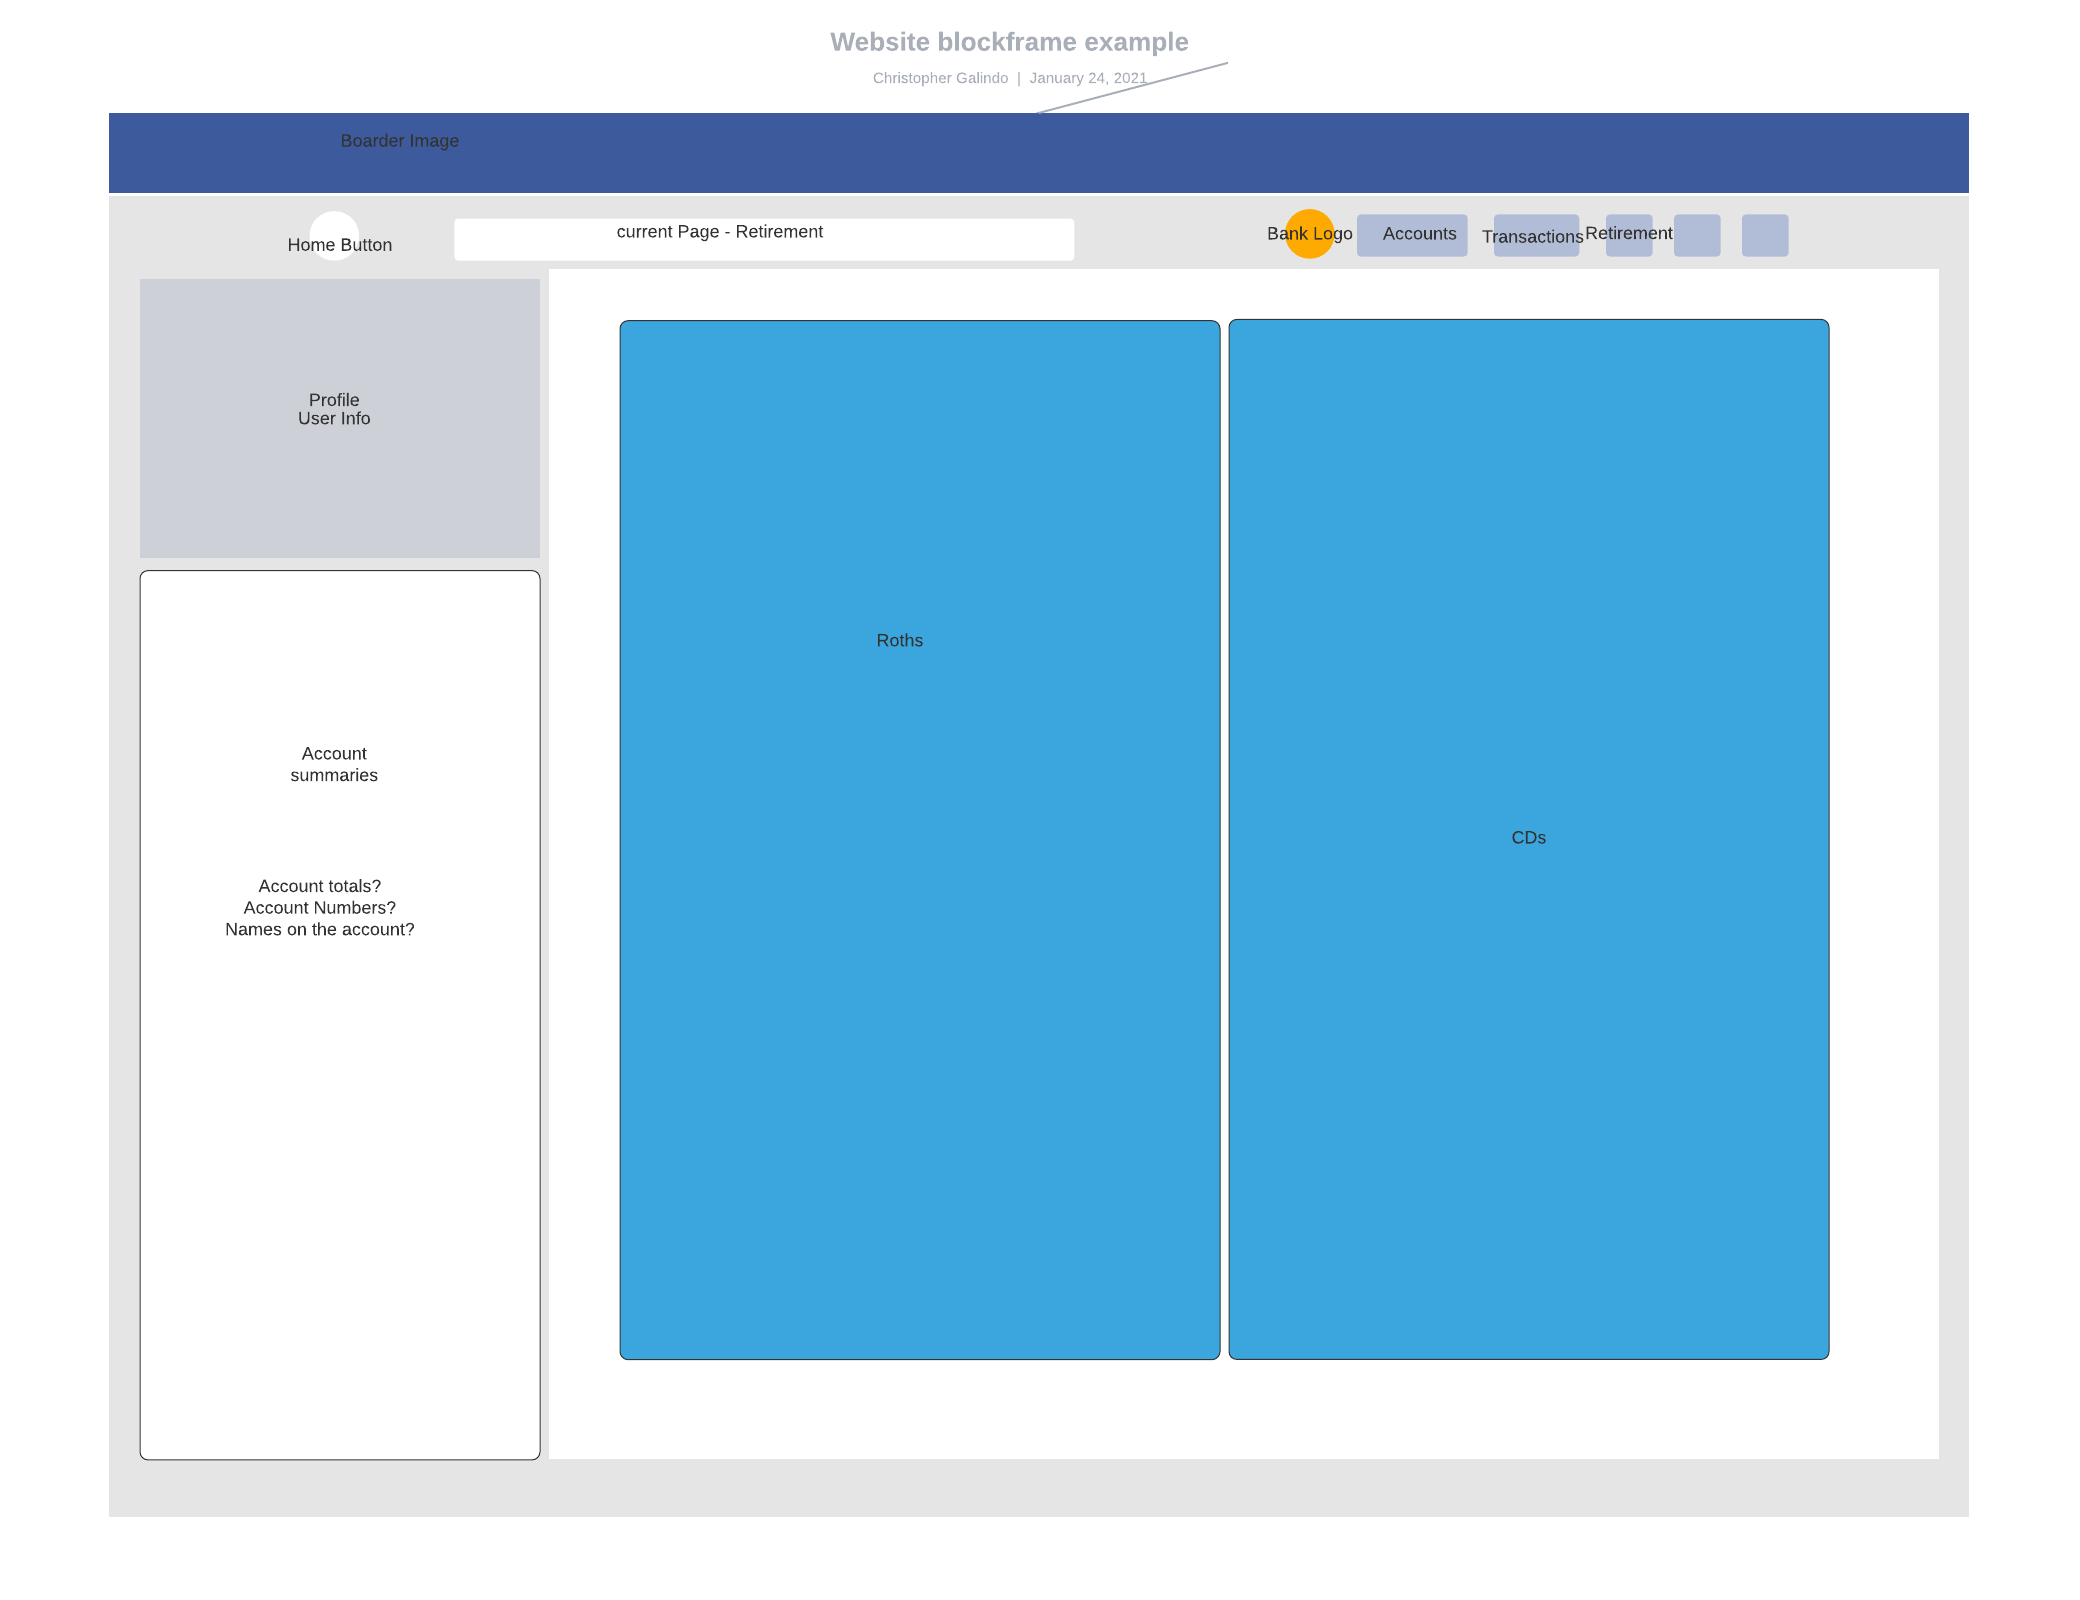 Website blockframe example
Christopher Galindo | January 24, 2021
Boarder Image
Home Button
current Page - Retirement
Bank Logo
Accounts
Transactions
Retirement
Profile
User Info
Roths
Account
summaries
CDs
Account totals?
Account Numbers?
Names on the account?